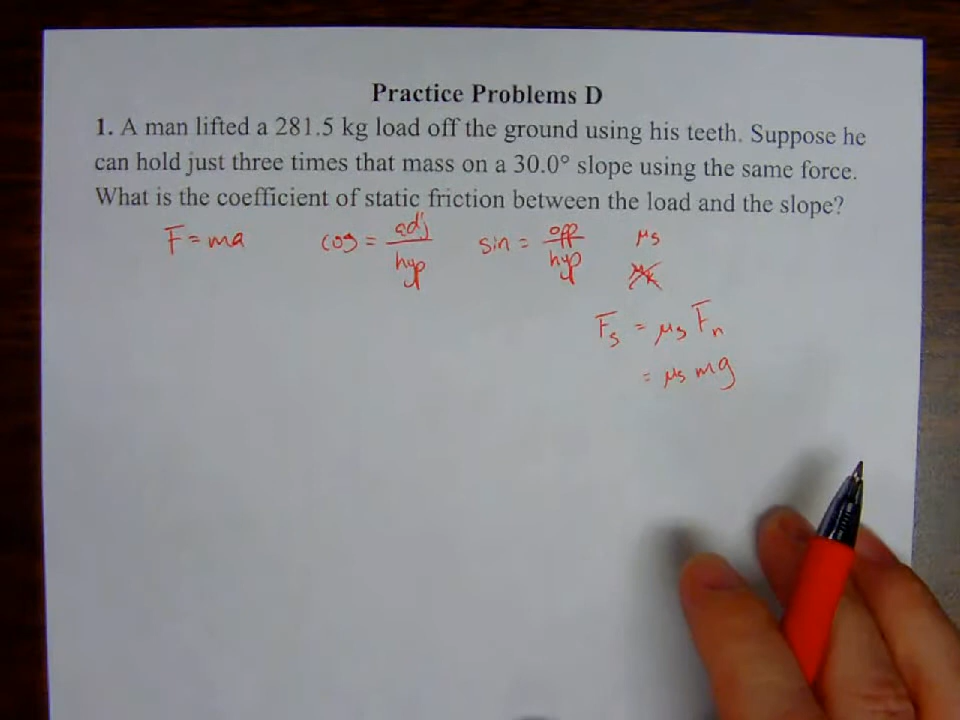 Practice Problems D
1. A man lifted a 281.5 kg load off the ground using his teeth. Suppose he
can hold just three times that mass on a 30.0° slope using the same force.
What is the coefficient of static friction between the load and the slope?
F = ma cos = adj/hyp sin = opp/hyp μs
Fs = μs Fn
= μs mg